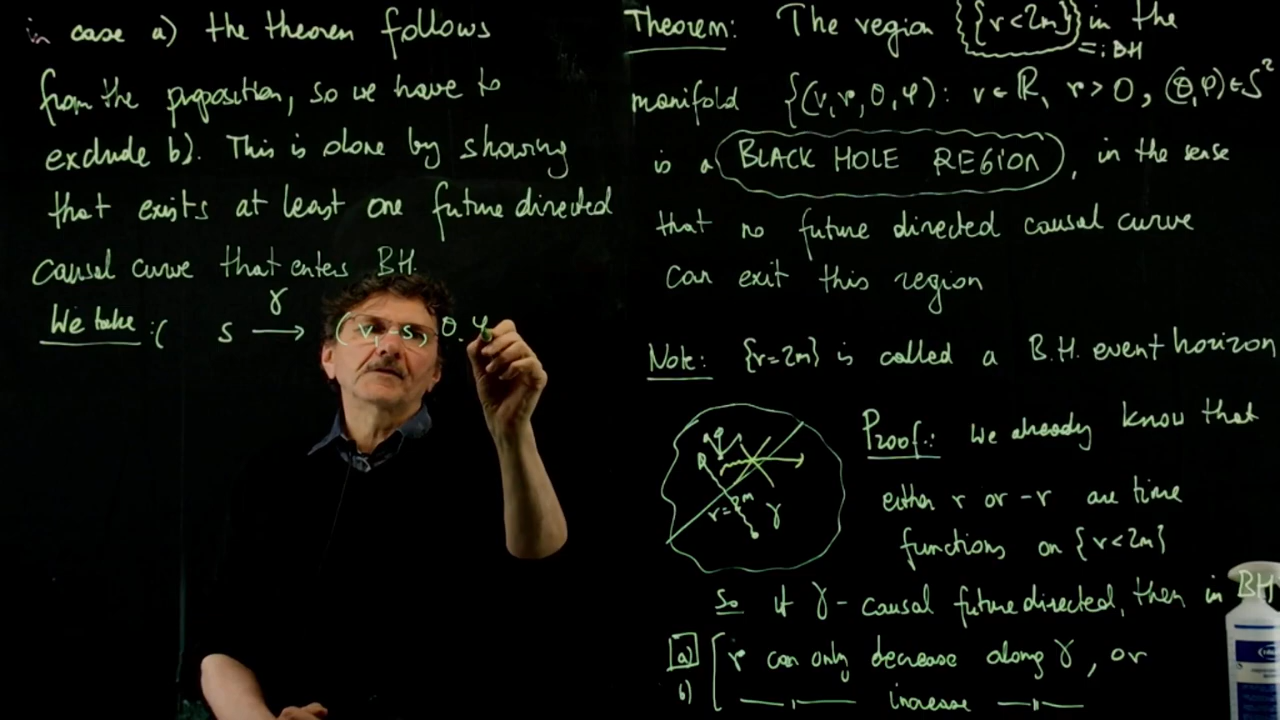 in case a) the theorem follows
from the proposition, so we have to
exclude b). This is done by showing
that exists at least one future directed
causal curve that enters BH.
We take :( s →γ (v, -s, θ, φ
Theorem: The region {r<2m} in the
=: BH
manifold {(v,r,θ,φ): v∈ℝ, r>0, (θ,φ)∈S²
is a BLACK HOLE REGION, in the sense
that no future directed causal curve
can exit this region
Note: {r=2m} is called a B.H. event horizon
Proof: We already know that
either r or -r are time
functions on {r<2m}
r=2m γ
So if γ - causal future directed, then in BH
a) r can only decrease along γ, or
b) —"— increase —"—